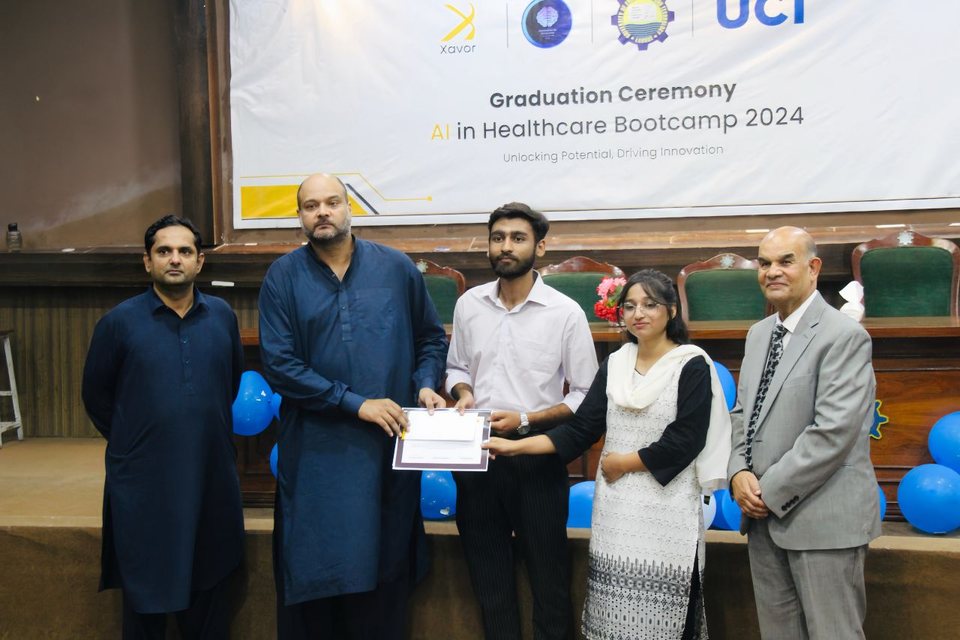 xavor
UCI
Graduation Ceremony
AI in Healthcare Bootcamp 2024
Unlocking Potential, Driving Innovation